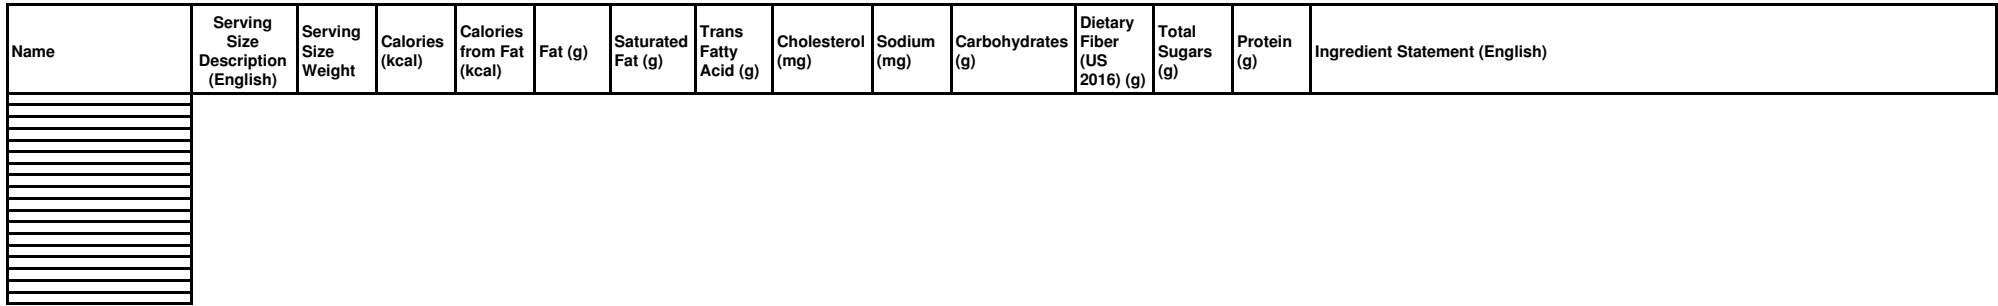 Name
Serving
Size
Description
(English)
Serving
Size
Weight
Calories
(kcal)
Calories
from Fat
(kcal)
Fat (g)
Saturated
Fat (g)
Trans
Fatty
Acid (g)
Cholesterol
(mg)
Sodium
(mg)
Carbohydrates
(g)
Dietary
Fiber
(US
2016) (g)
Total
Sugars
(g)
Protein
(g)
Ingredient Statement (English)